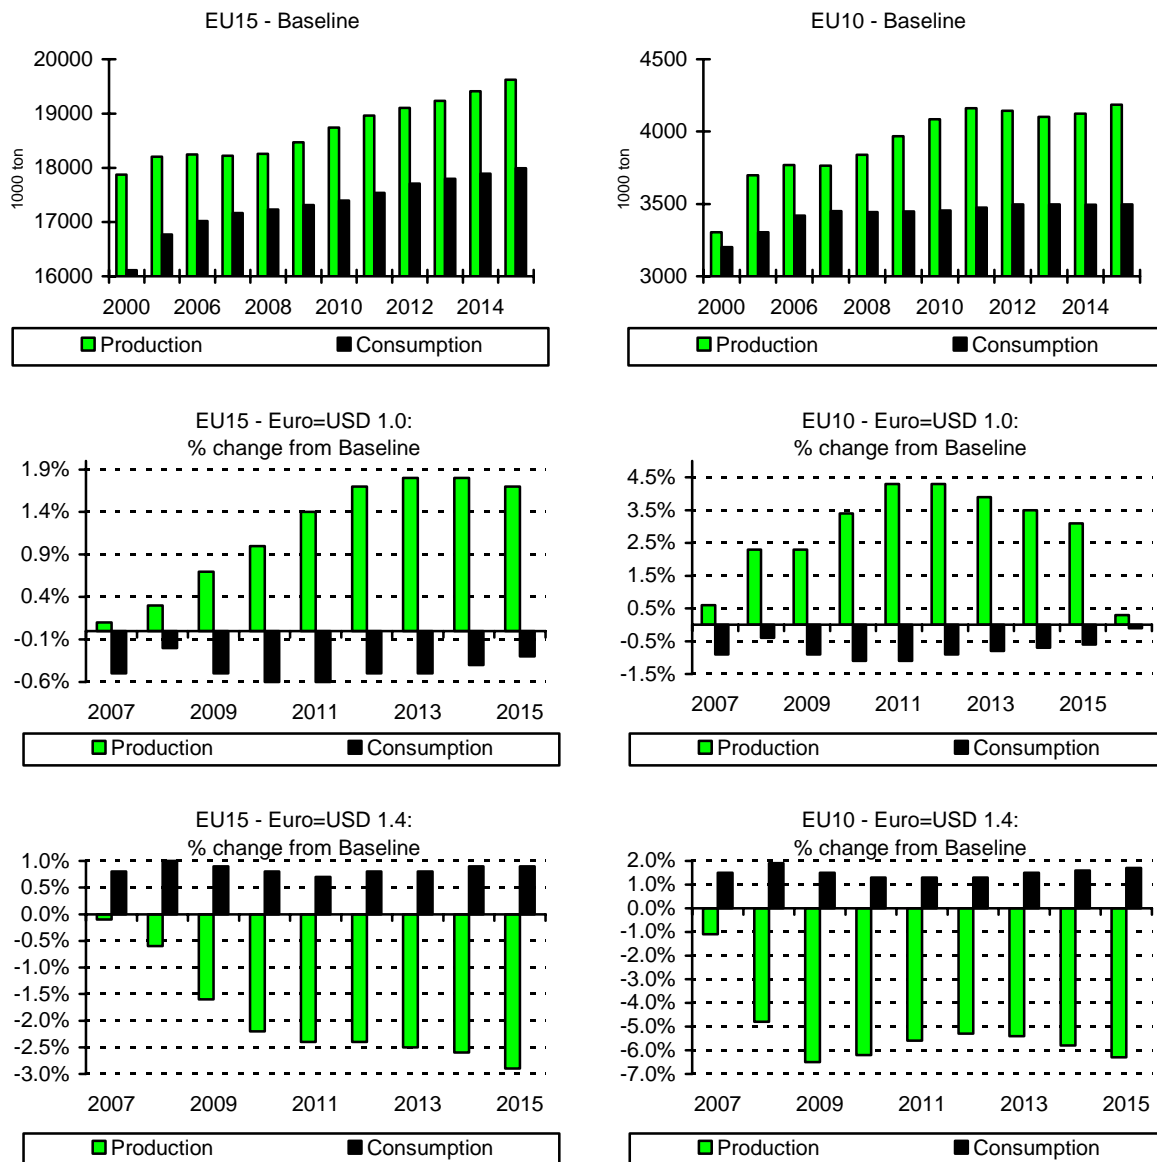 EU15 - Baseline
20000
19000
18000
17000
16000
1000 ton
2000 2006 2008 2010 2012 2014
Production Consumption
EU10 - Baseline
4500
4000
3500
3000
1000 ton
2000 2006 2008 2010 2012 2014
Production Consumption
EU15 - Euro=USD 1.0:
% change from Baseline
1.9%
1.4%
0.9%
0.4%
-0.1%
-0.6%
2007 2009 2011 2013 2015
Production Consumption
EU10 - Euro=USD 1.0:
% change from Baseline
4.5%
3.5%
2.5%
1.5%
0.5%
-0.5%
-1.5%
2007 2009 2011 2013 2015
Production Consumption
EU15 - Euro=USD 1.4:
% change from Baseline
1.0%
0.5%
0.0%
-0.5%
-1.0%
-1.5%
-2.0%
-2.5%
-3.0%
2007 2009 2011 2013 2015
Production Consumption
EU10 - Euro=USD 1.4:
% change from Baseline
2.0%
1.0%
0.0%
-1.0%
-2.0%
-3.0%
-4.0%
-5.0%
-6.0%
-7.0%
2007 2009 2011 2013 2015
Production Consumption